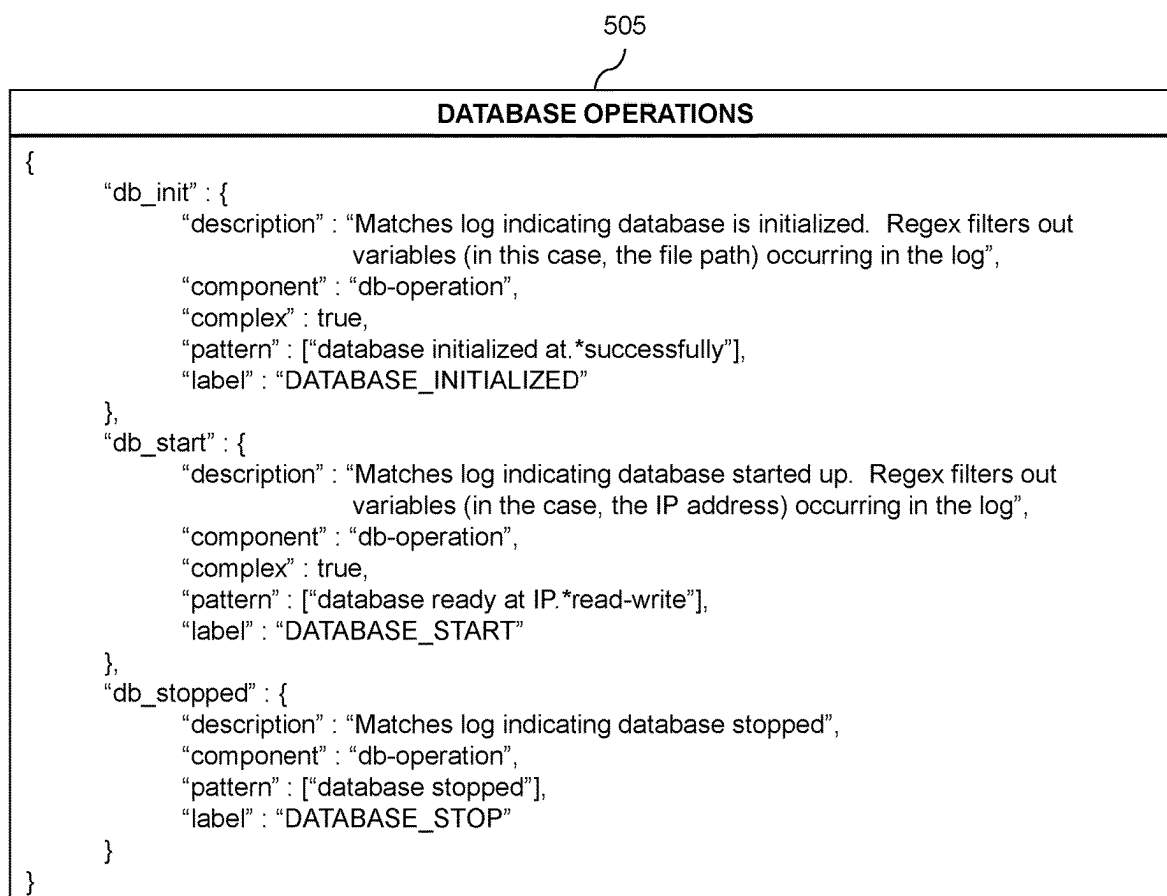 505
DATABASE OPERATIONS
{
“db_init” : {
“description” : “Matches log indicating database is initialized. Regex filters out
variables (in this case, the file path) occurring in the log”,
“component” : “db-operation”,
“complex” : true,
“pattern” : [“database initialized at.*successfully”],
“label” : “DATABASE_INITIALIZED”
},
“db_start” : {
“description” : “Matches log indicating database started up. Regex filters out
variables (in the case, the IP address) occurring in the log”,
“component” : “db-operation”,
“complex” : true,
“pattern” : [“database ready at IP.*read-write”],
“label” : “DATABASE_START”
},
“db_stopped” : {
“description” : “Matches log indicating database stopped”,
“component” : “db-operation”,
“pattern” : [“database stopped”],
“label” : “DATABASE_STOP”
}
}